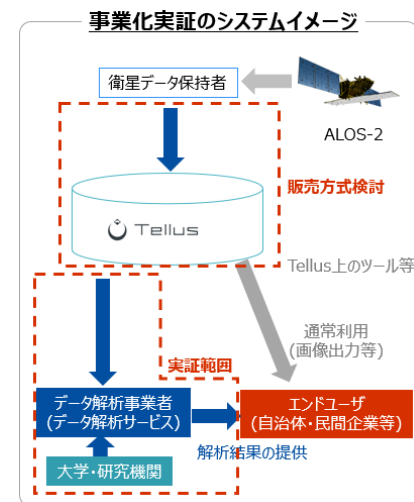 事業化実証のシステムイメージ
衛星データ保持者
ALOS-2
販売方式検討
Tellus
Tellus上のツール等
通常利用
(画像出力等)
実証範囲
データ解析事業者
(データ解析サービス)
エンドユーザ
(自治体・民間企業等)
解析結果の提供
大学・研究機関